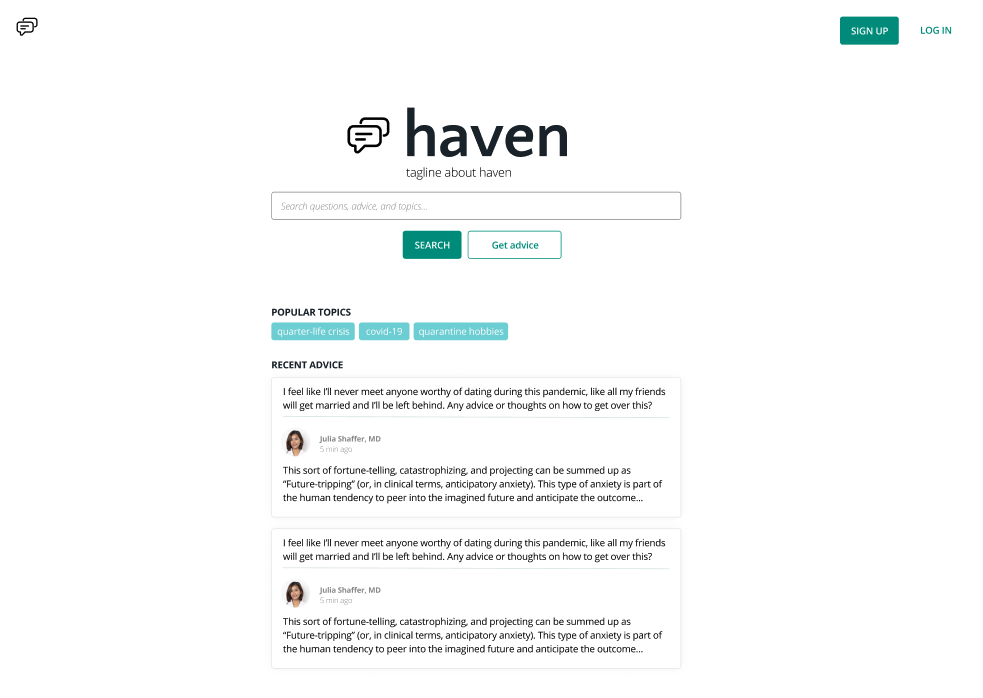 SIGN UP LOG IN
haven
tagline about haven
Search questions, advice, and topics...
SEARCH Get advice
POPULAR TOPICS
quarter-life crisis covid-19 quarantine hobbies
RECENT ADVICE
I feel like I'll never meet anyone worthy of dating during this pandemic, like all my friends
will get married and I'll be left behind. Any advice or thoughts on how to get over this?
Julia Shaffer, MD
5 min ago
This sort of fortune-telling, catastrophizing, and projecting can be summed up as
“Future-tripping” (or, in clinical terms, anticipatory anxiety). This type of anxiety is part of
the human tendency to peer into the imagined future and anticipate the outcome...
I feel like I'll never meet anyone worthy of dating during this pandemic, like all my friends
will get married and I'll be left behind. Any advice or thoughts on how to get over this?
Julia Shaffer, MD
5 min ago
This sort of fortune-telling, catastrophizing, and projecting can be summed up as
“Future-tripping” (or, in clinical terms, anticipatory anxiety). This type of anxiety is part of
the human tendency to peer into the imagined future and anticipate the outcome...